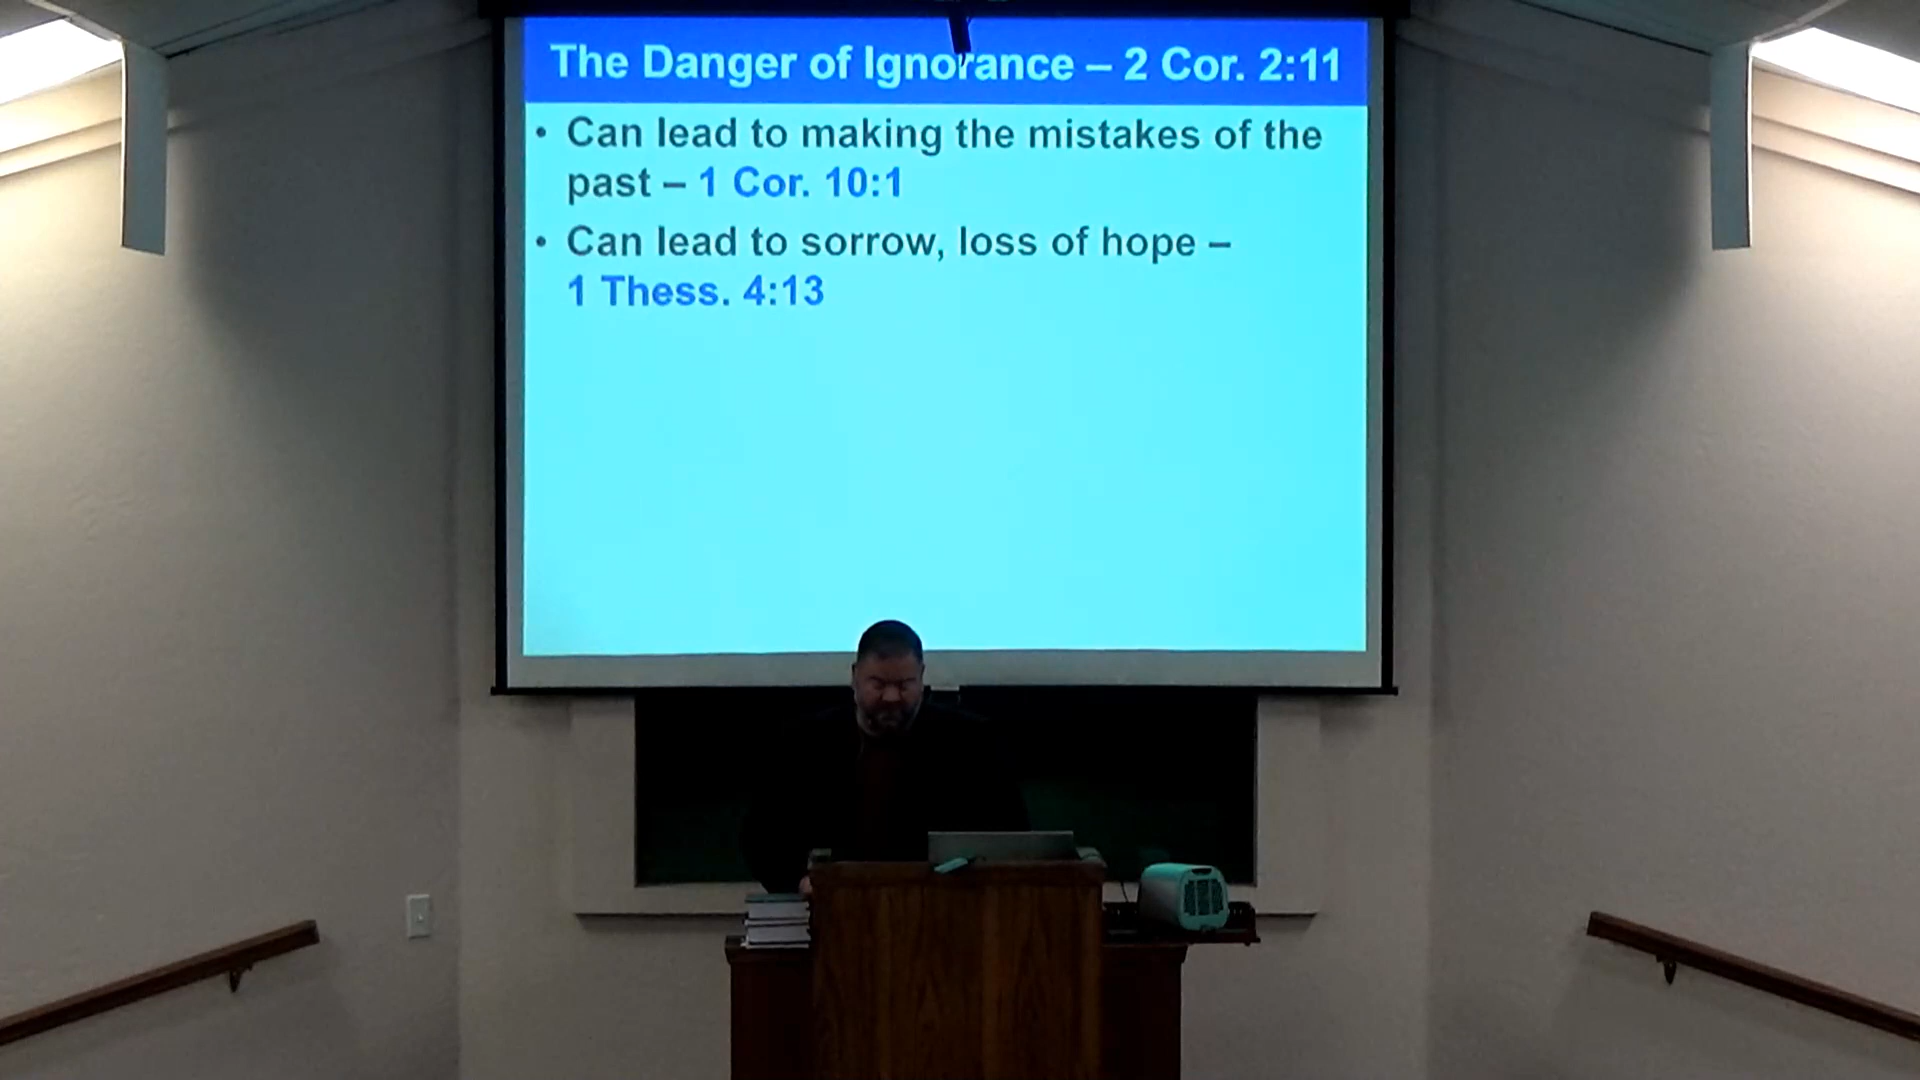 The Danger of Ignorance – 2 Cor. 2:11
• Can lead to making the mistakes of the
past – 1 Cor. 10:1
• Can lead to sorrow, loss of hope –
1 Thess. 4:13